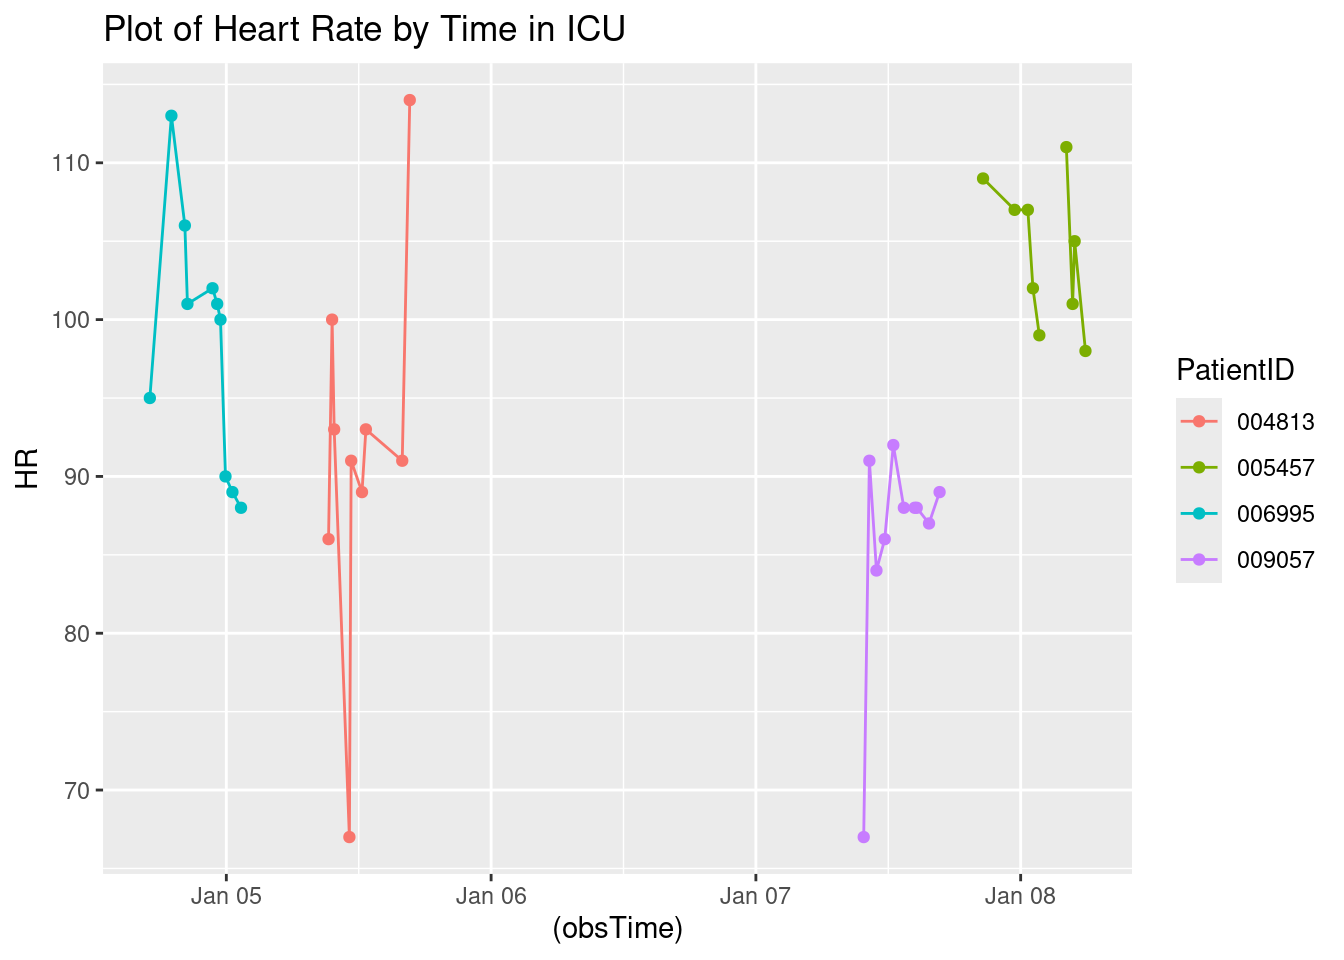 Plot of Heart Rate by Time in ICU
110
100
90
80
70
HR
Jan 05
Jan 06
Jan 07
Jan 08
(obsTime)
PatientID
004813
005457
006995
009057